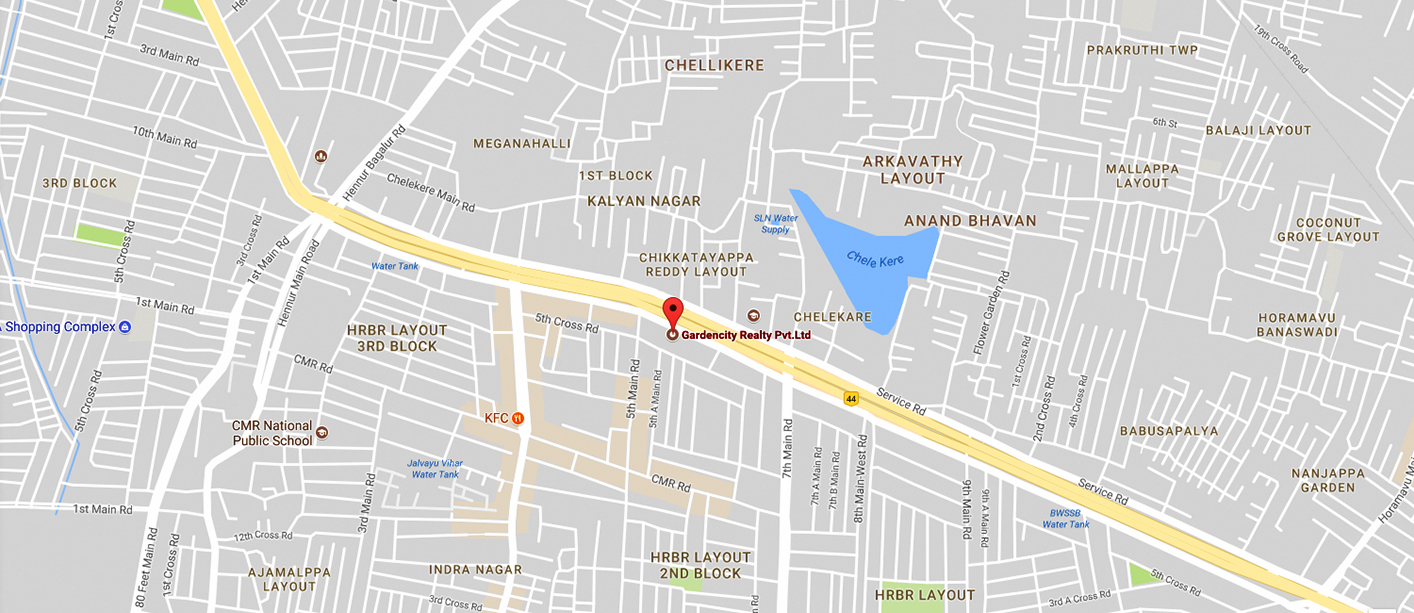 1st Cross
3rd Main Rd
10th Main Rd
Hennur Bagalur Rd
CHELLIKERE
PRAKRUTHI TWP
19th Cross Road
6th St
BALAJI LAYOUT
MEGANAHALLI
3RD BLOCK
Chelekere Main Rd
1ST BLOCK
KALYAN NAGAR
ARKAVATHY
LAYOUT
MALLAPPA
LAYOUT
ANAND BHAVAN
COCONUT
GROVE LAYOUT
SLN Water
Supply
5th Cross Rd
3rd Cross Rd
1st Main Rd
Hennur Main Road
Water Tank
CHIKKATAYAPPA
REDDY LAYOUT
Chele Kere
1st Main Rd
A Shopping Complex
HRBR LAYOUT
3RD BLOCK
5th Cross Rd
Gardencity Realty Pvt.Ltd
CHELEKARE
Flower Garden Rd
HORAMAVU
BANASWADI
CMR Rd
5th Cross Rd
5th Main Rd
5th A Main Rd
44
Service Rd
1st Cross Rd
2nd Cross Rd
4th Cross Rd
KFC
CMR National
Public School
BABUSAPALYA
7th Main Rd
7th A Main Rd
7th B Main Rd
8th Main-West Rd
Jalvayu Vihar
Water Tank
CMR Rd
NANJAPPA
GARDEN
Service Rd
9th Main Rd
9th A Main Rd
BWSSB
Water Tank
Horamavu M
1st Main Rd
3rd Main Rd
12th Cross Rd
80 Feet Main Rd
1st Cross Rd
AJAMALPPA
LAYOUT
INDRA NAGAR
HRBR LAYOUT
2ND BLOCK
5th Cross Rd
3rd Cross Rd
HRBR LAYOUT
3rd A Cross Rd